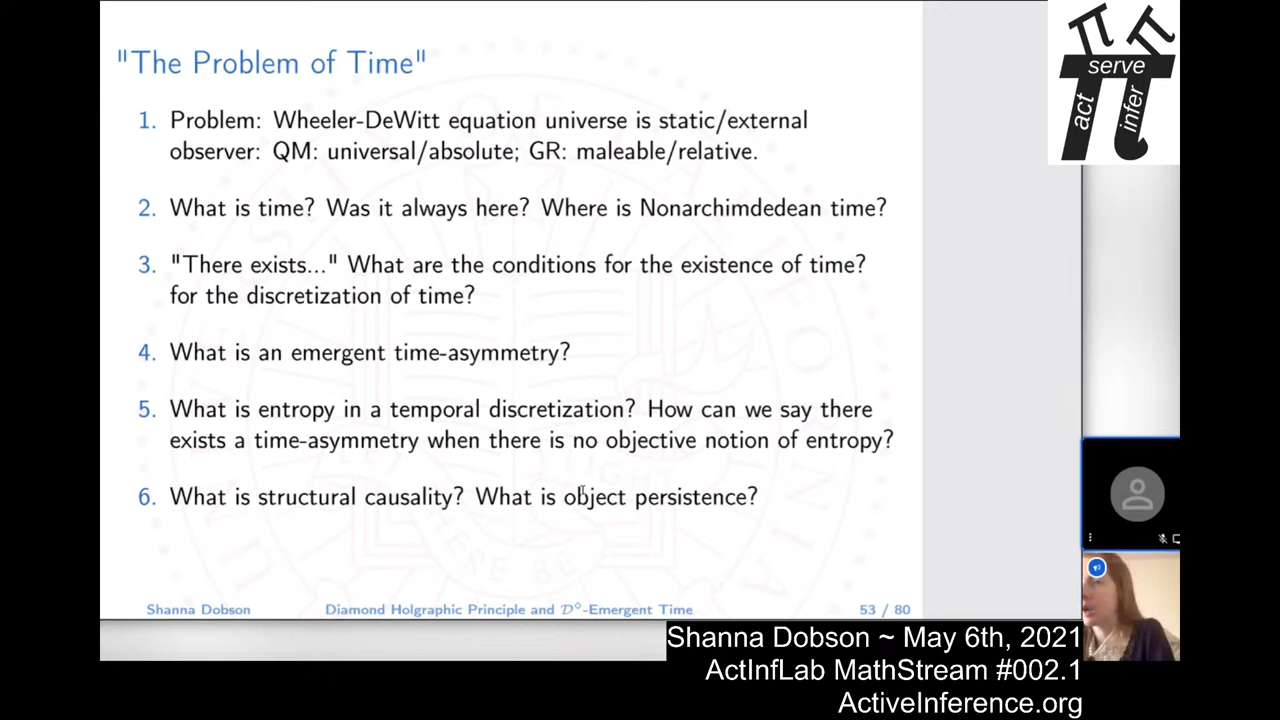 "The Problem of Time"
1. Problem: Wheeler-DeWitt equation universe is static/external
observer: QM: universal/absolute; GR: maleable/relative.
2. What is time? Was it always here? Where is Nonarchimdedean time?
3. "There exists..." What are the conditions for the existence of time?
for the discretization of time?
4. What is an emergent time-asymmetry?
5. What is entropy in a temporal discretization? How can we say there
exists a time-asymmetry when there is no objective notion of entropy?
6. What is structural causality? What is object persistence?
Shanna Dobson Diamond Holgraphic Principle and 𝒟◇-Emergent Time 53 / 80
act serve infer
Shanna Dobson ~ May 6th, 2021
ActInfLab MathStream #002.1
ActiveInference.org